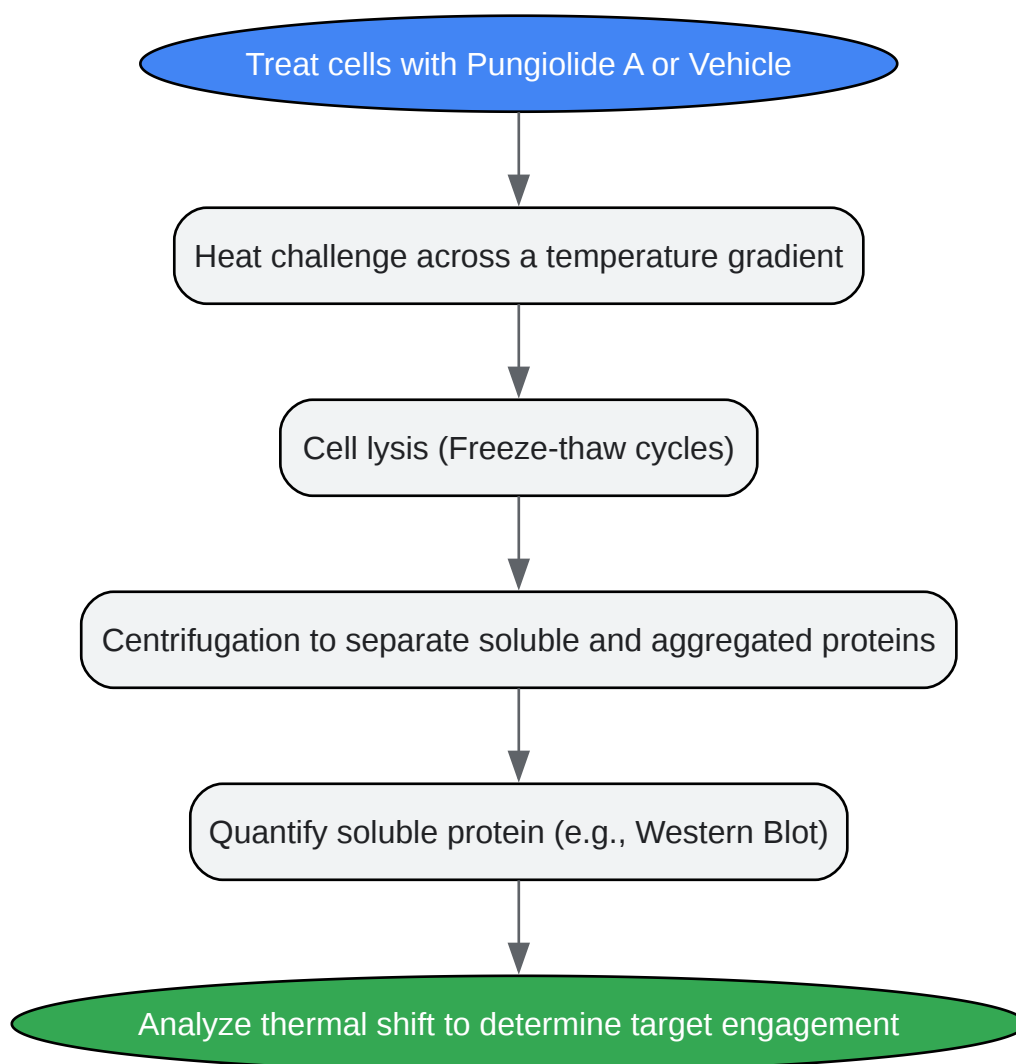 Treat cells with Pungiolide A or Vehicle
Heat challenge across a temperature gradient
Cell lysis (Freeze-thaw cycles)
Centrifugation to separate soluble and aggregated proteins
Quantify soluble protein (e.g., Western Blot)
Analyze thermal shift to determine target engagement